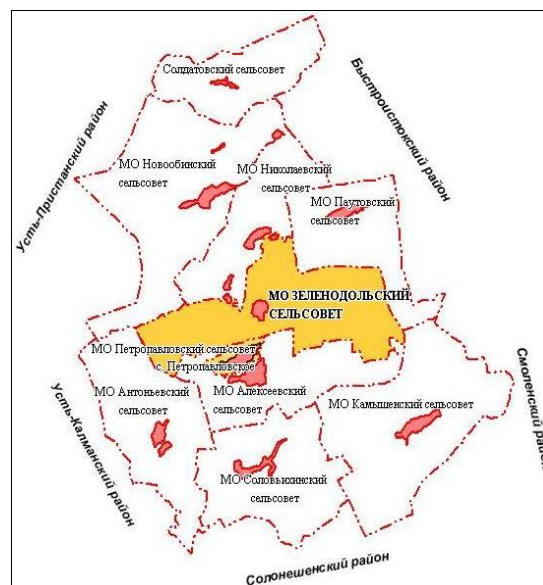 Солдатовский сельсовет
Быстроистокский район
Усть-Пристанский район
МО Новообинский
сельсовет
МО Николаевский
сельсовет
МО Паутовский
сельсовет
МО ЗЕЛЕНОДОЛЬСКИЙ
СЕЛЬСОВЕТ
МО Петропавловский сельсовет
с. Петропавловское
МО Антоньевский
сельсовет
МО Алексеевский
сельсовет
МО Камышенский сельсовет
Смоленский район
Усть-Калманский район
МО Соловьихинский
сельсовет
Солонешенский район